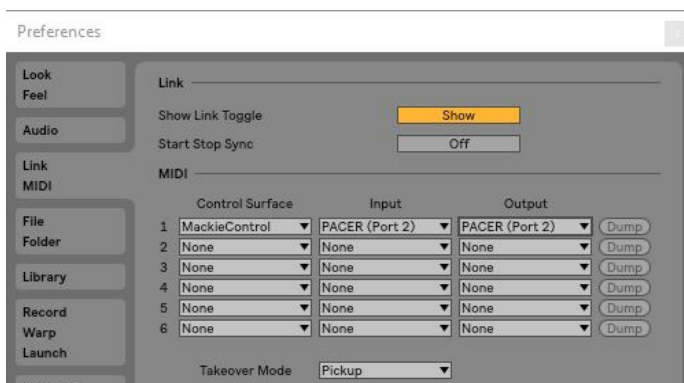 Preferences
Look
Feel
Audio
Link
MIDI
File
Folder
Library
Record
Warp
Launch
Link
Show Link Toggle Show
Start Stop Sync Off
MIDI
Control Surface Input Output
1 MackieControl PACER (Port 2) PACER (Port 2) Dump
2 None None None Dump
3 None None None Dump
4 None None None Dump
5 None None None Dump
6 None None None Dump
Takeover Mode Pickup